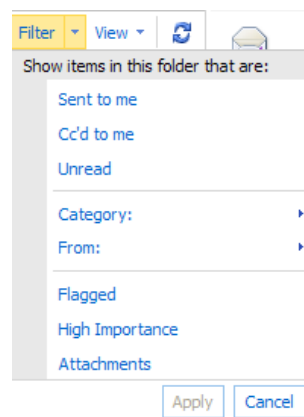 Filter View
Show items in this folder that are:
Sent to me
Cc'd to me
Unread
Category:
From:
Flagged
High Importance
Attachments
Apply Cancel